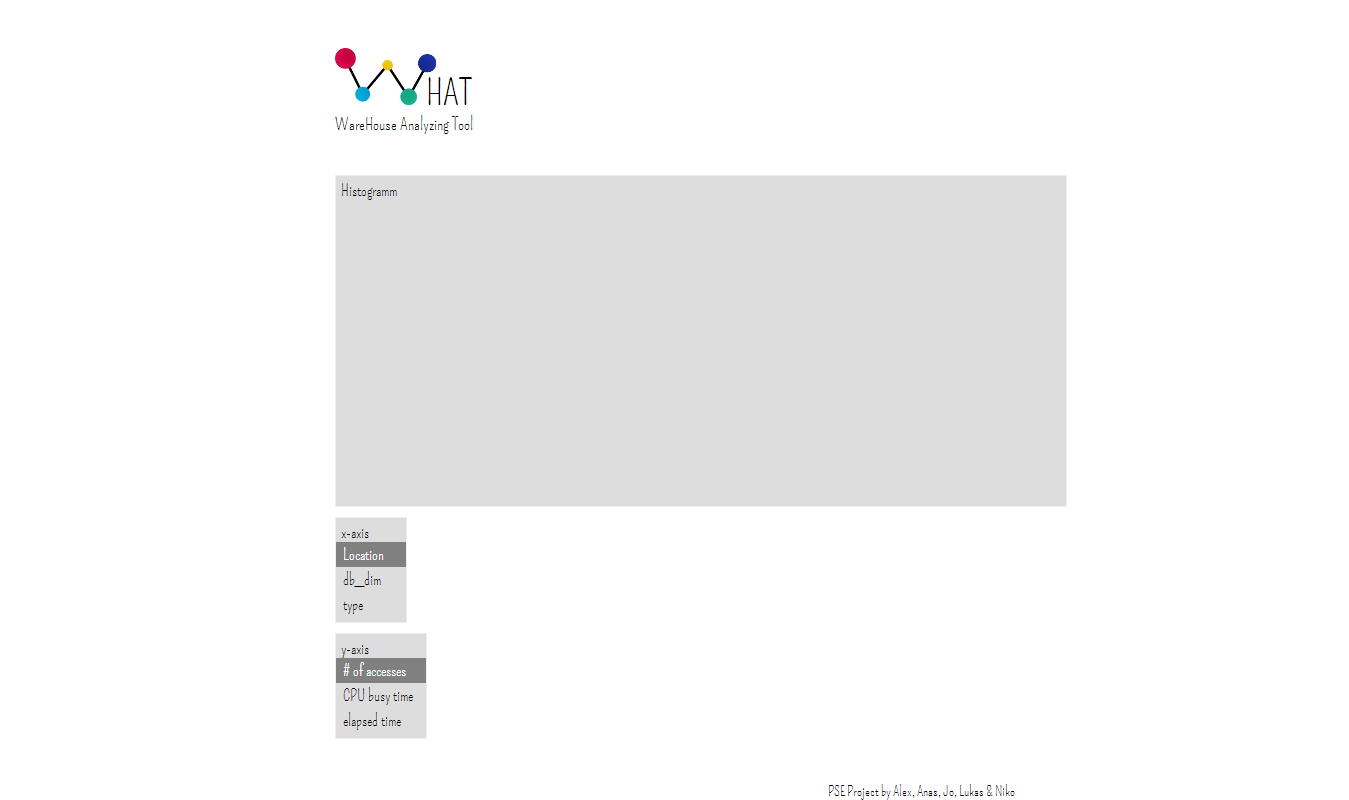 HAT
WareHouse Analyzing Tool
Histogramm
x-axis
Location
db_dim
type
y-axis
# of accesses
CPU busy time
elapsed time
PSE Project by Alex, Anas, Jo, Lukas & Niko